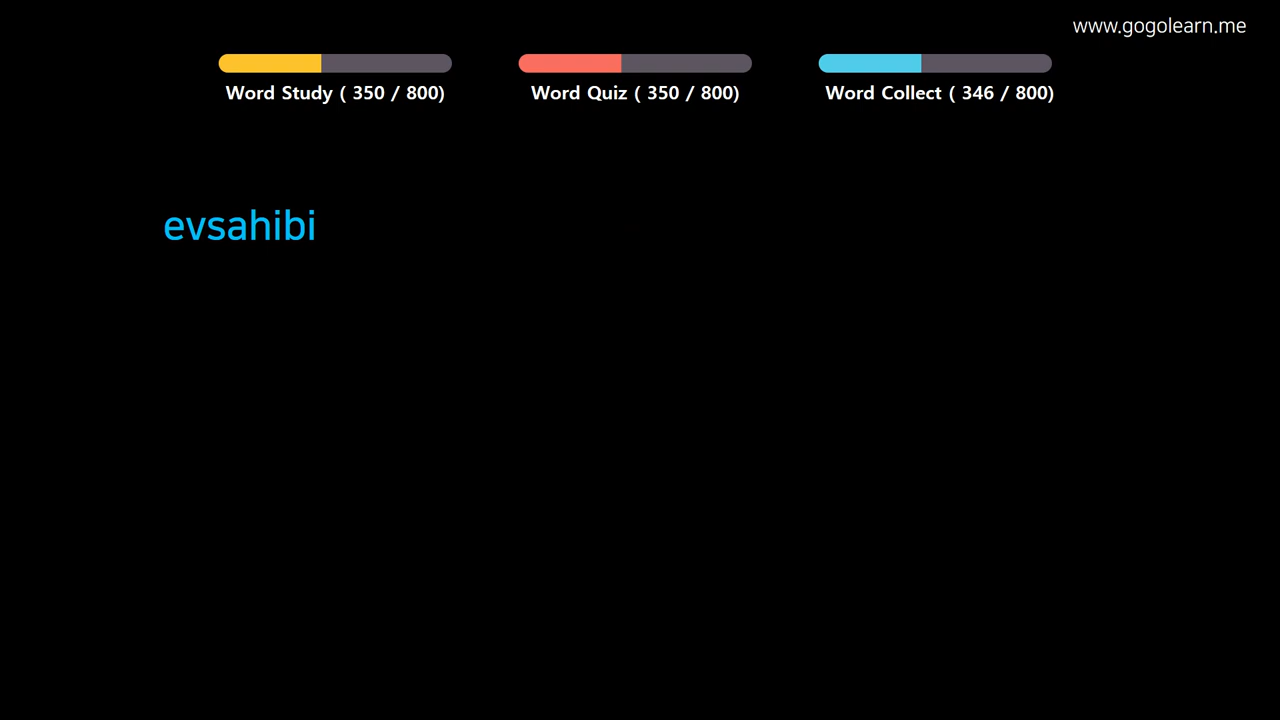 www.gogolearn.me
Word Study ( 350 / 800)
Word Quiz ( 350 / 800)
Word Collect ( 346 / 800)
evsahibi